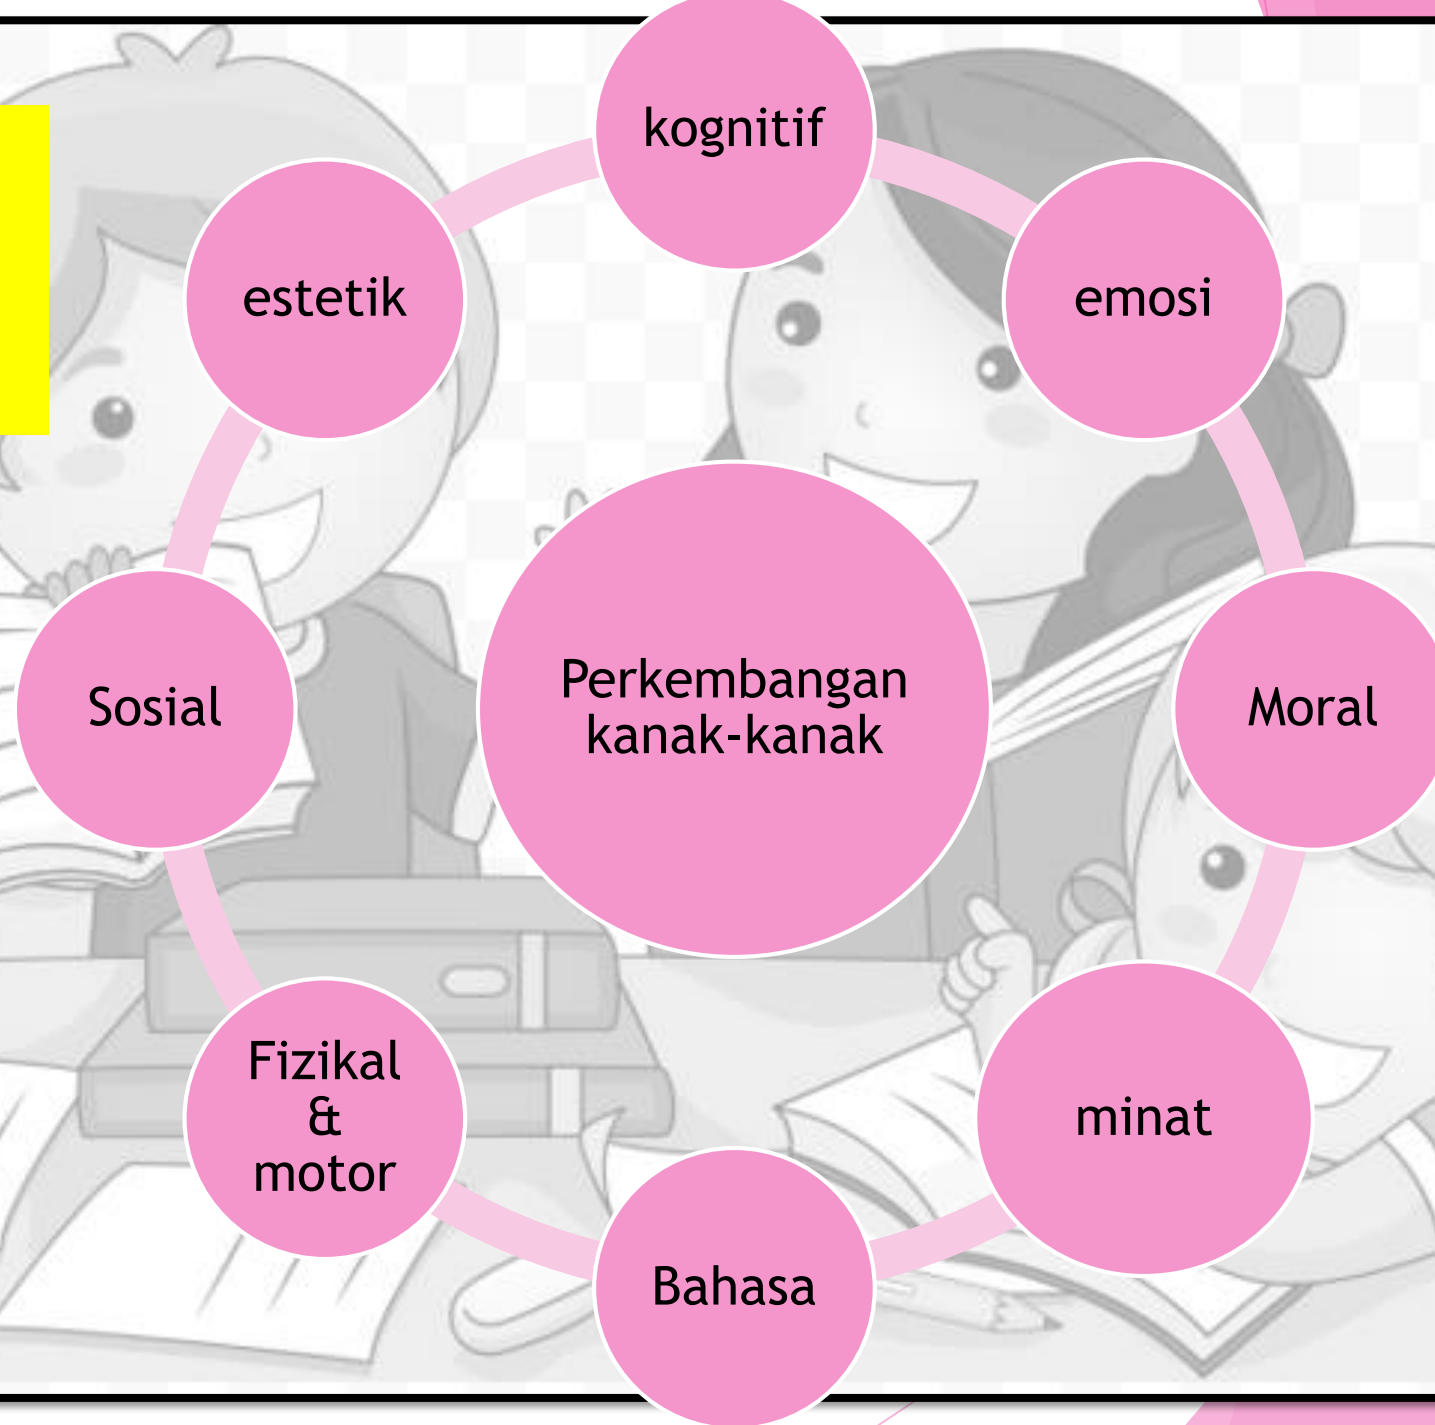 kognitif
estetik
emosi
Perkembangan
kanak-kanak
Sosial
Moral
Fizikal
&
motor
minat
Bahasa